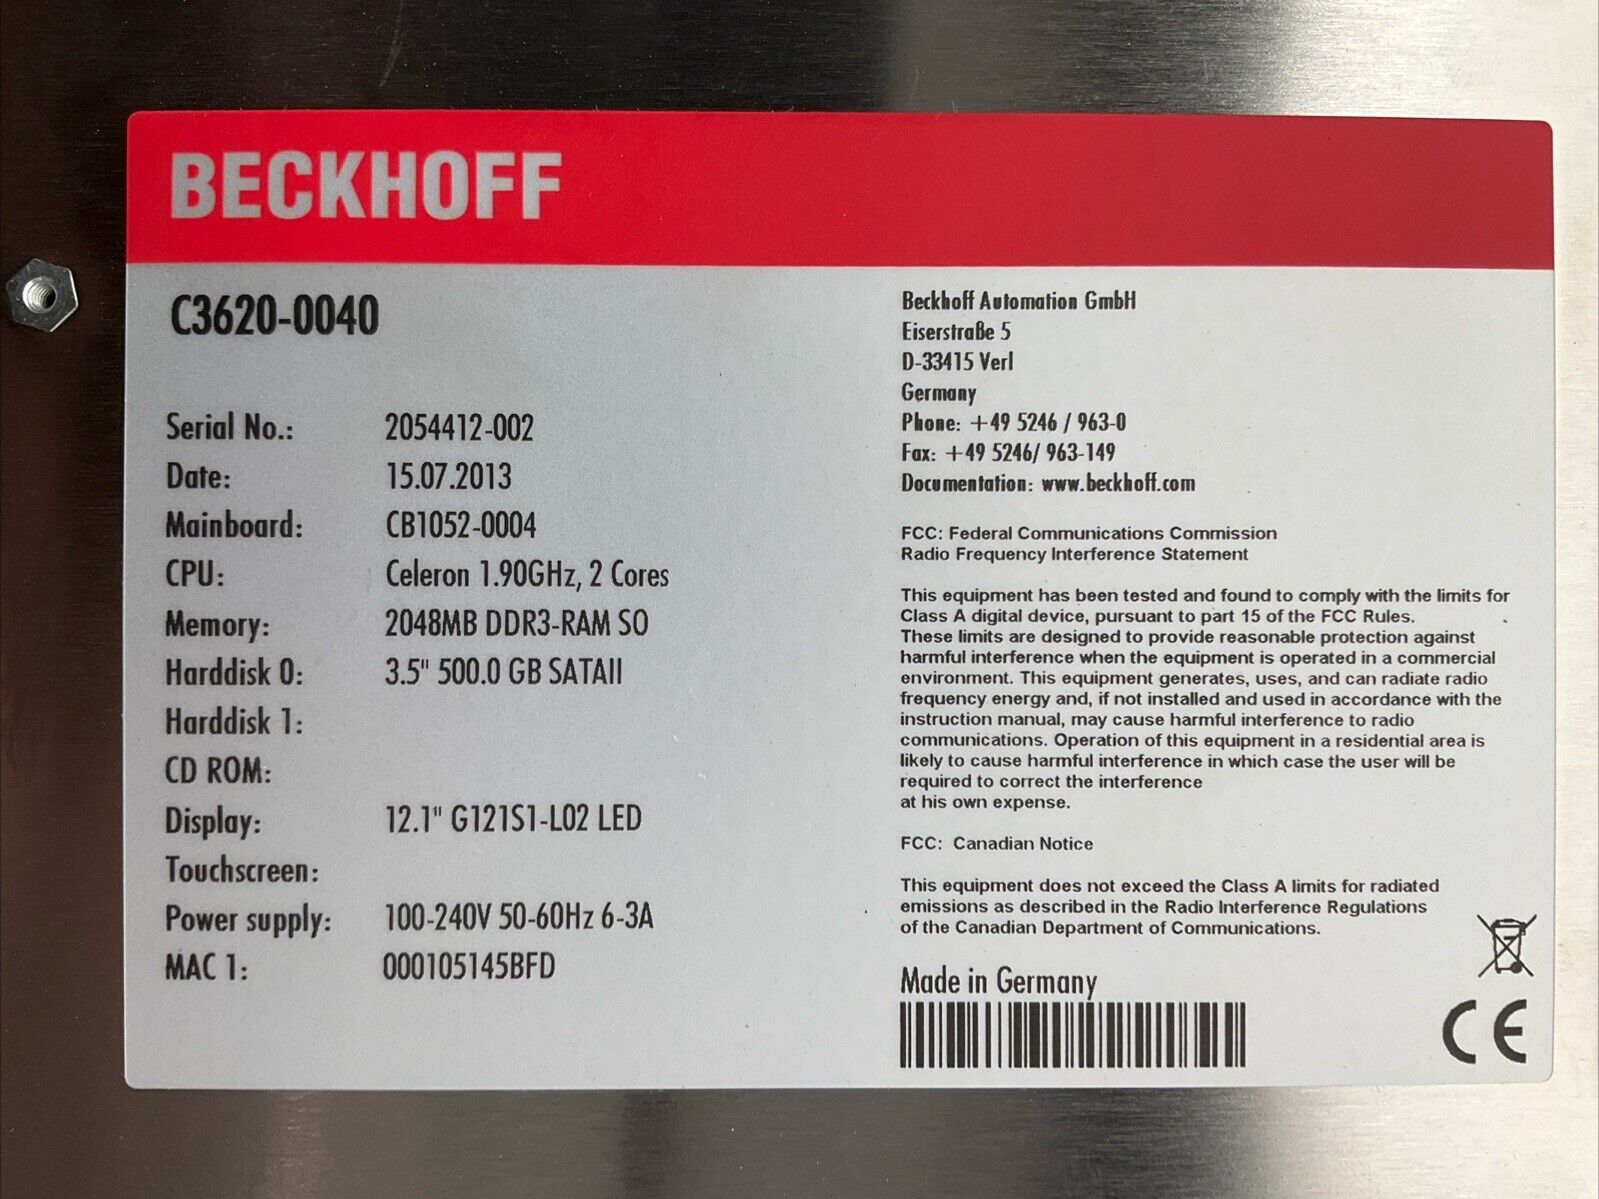 BECKHOFF
C3620-0040
Serial No.: 2054412-002
Date: 15.07.2013
Mainboard: CB1052-0004
CPU: Celeron 1.90GHz, 2 Cores
Memory: 2048MB DDR3-RAM SO
Harddisk 0: 3.5" 500.0 GB SATAII
Harddisk 1:
CD ROM:
Display: 12.1" G121S1-L02 LED
Touchscreen:
Power supply: 100-240V 50-60Hz 6-3A
MAC 1: 000105145BFD
Beckhoff Automation GmbH
Eiserstraße 5
D-33415 Verl
Germany
Phone: +49 5246 / 963-0
Fax: +49 5246/ 963-149
Documentation: www.beckhoff.com
FCC: Federal Communications Commission
Radio Frequency Interference Statement
This equipment has been tested and found to comply with the limits for
Class A digital device, pursuant to part 15 of the FCC Rules.
These limits are designed to provide reasonable protection against
harmful interference when the equipment is operated in a commercial
environment. This equipment generates, uses, and can radiate radio
frequency energy and, if not installed and used in accordance with the
instruction manual, may cause harmful interference to radio
communications. Operation of this equipment in a residential area is
likely to cause harmful interference in which case the user will be
required to correct the interference
at his own expense.
FCC: Canadian Notice
This equipment does not exceed the Class A limits for radiated
emissions as described in the Radio Interference Regulations
of the Canadian Department of Communications.
Made in Germany
CE